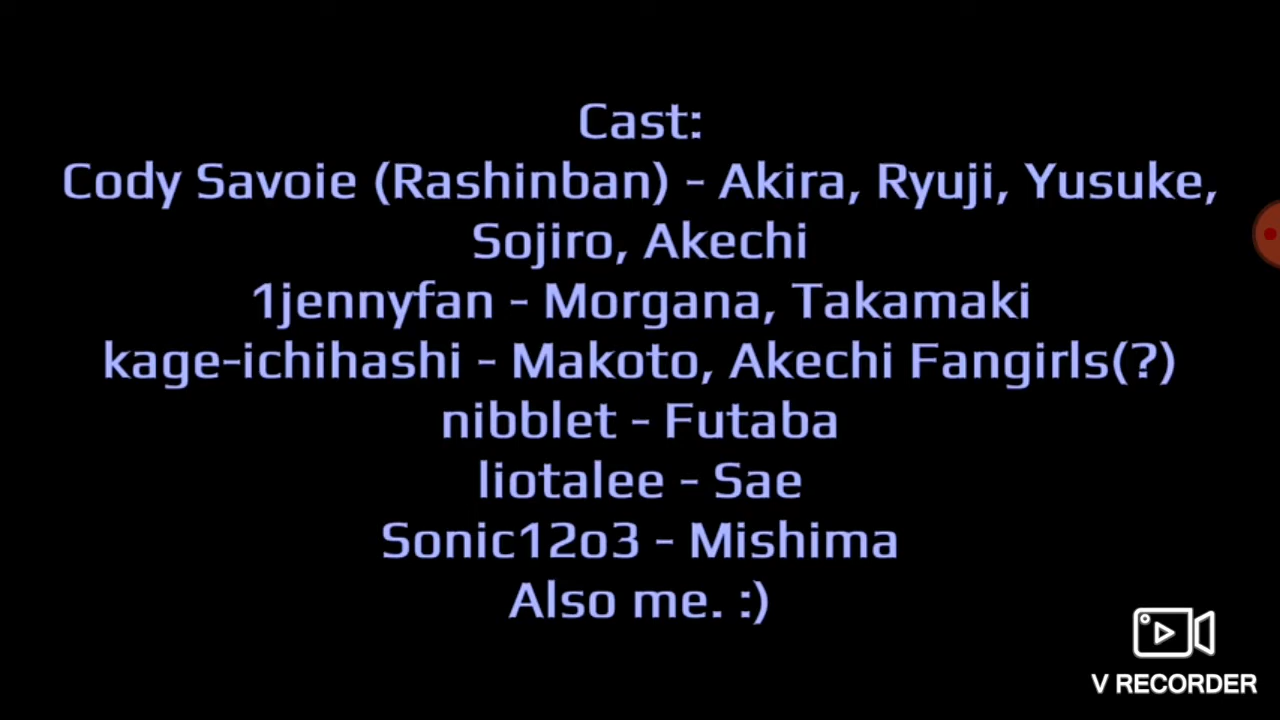 Cast:
Cody Savoie (Rashinban) - Akira, Ryuji, Yusuke,
Sojiro, Akechi
1jennyfan - Morgana, Takamaki
kage-ichihashi - Makoto, Akechi Fangirls(?)
nibblet - Futaba
liotalee - Sae
Sonic12o3 - Mishima
Also me. :)
V RECORDER